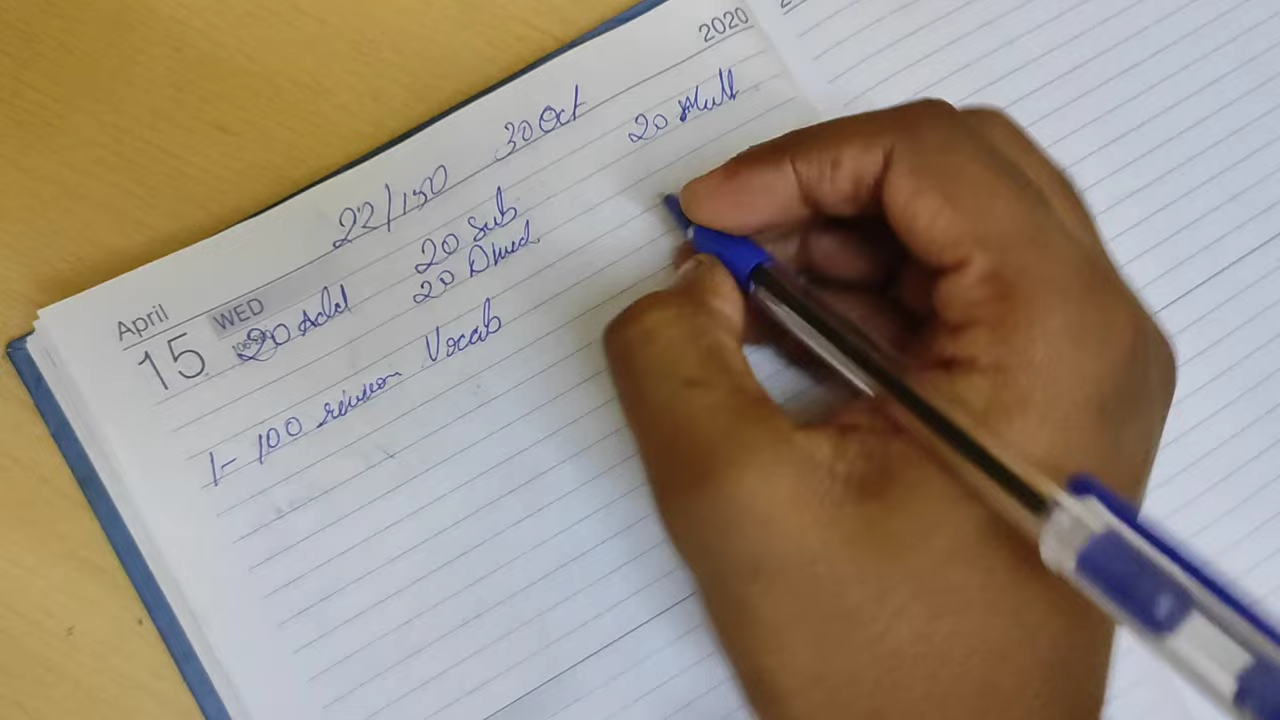 2020
22/150 30 Oct
April
15 WED
20 Add 20 Sub 20 Mult
20 Dived
1- 100 revision Vocab